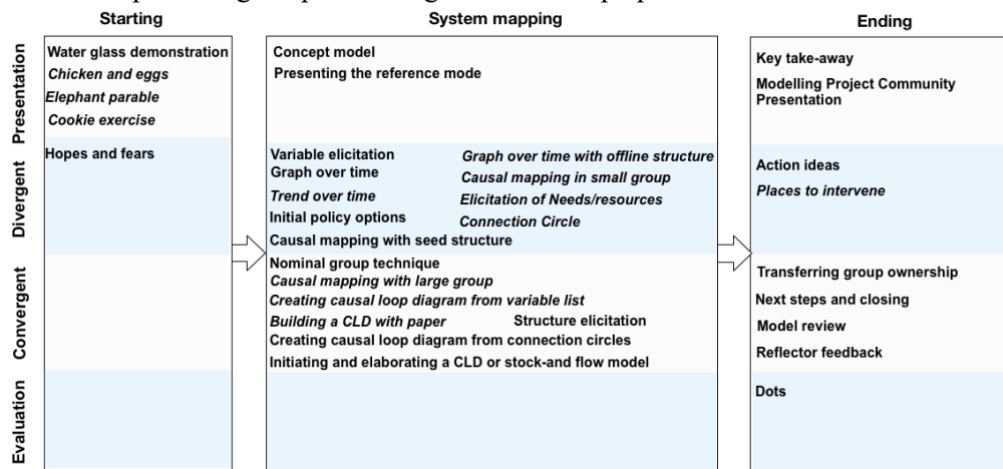 Starting
System mapping
Ending
Presentation
Water glass demonstration
Chicken and eggs
Elephant parable
Cookie exercise
Concept model
Presenting the reference mode
Key take-away
Modelling Project Community
Presentation
Divergent
Hopes and fears
Variable elicitation
Graph over time
Trend over time
Initial policy options
Causal mapping with seed structure
Graph over time with offline structure
Causal mapping in small group
Elicitation of Needs/resources
Connection Circle
Action ideas
Places to intervene
Convergent
Nominal group technique
Causal mapping with large group
Creating causal loop diagram from variable list
Building a CLD with paper
Structure elicitation
Creating causal loop diagram from connection circles
Initiating and elaborating a CLD or stock-and flow model
Transferring group ownership
Next steps and closing
Model review
Reflector feedback
Evaluation
Dots